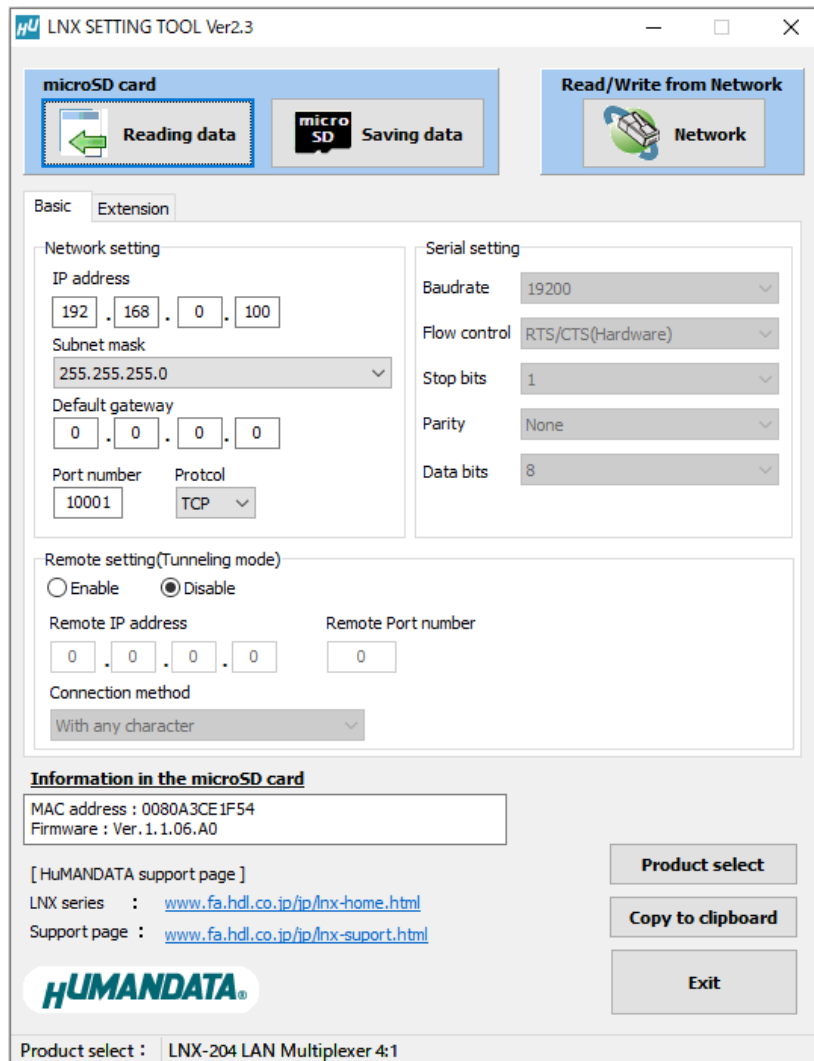 HU LNX SETTING TOOL Ver2.3
microSD card
Reading data
micro SD Saving data
Read/Write from Network
Network
Basic Extension
Network setting
IP address
192 . 168 . 0 . 100
Subnet mask
255.255.255.0
Default gateway
0 . 0 . 0 . 0
Port number Protcol
10001 TCP
Serial setting
Baudrate 19200
Flow control RTS/CTS(Hardware)
Stop bits 1
Parity None
Data bits 8
Remote setting(Tunneling mode)
Enable Disable
Remote IP address Remote Port number
0 . 0 . 0 . 0 0
Connection method
With any character
Information in the microSD card
MAC address : 0080A3CE1F54
Firmware : Ver.1.1.06.A0
[ HuMANDATA support page ]
LNX series : www.fa.hdl.co.jp/jp/lnx-home.html
Support page : www.fa.hdl.co.jp/jp/lnx-suport.html
HUMANDATA®
Product select
Copy to clipboard
Exit
Product select : LNX-204 LAN Multiplexer 4:1